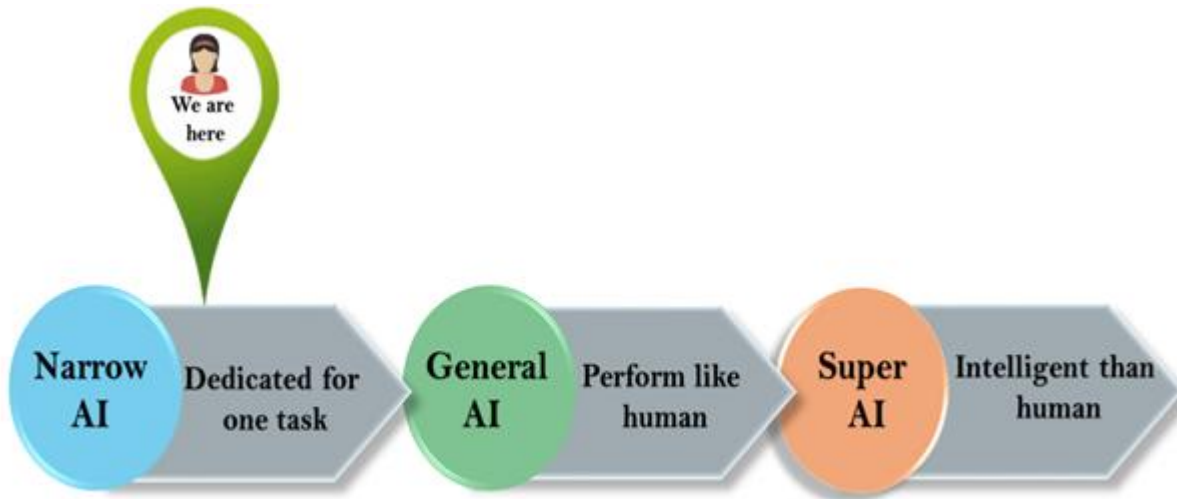 We are
here
Narrow
AI
Dedicated for
one task
General
AI
Perform like
human
Super
AI
Intelligent than
human